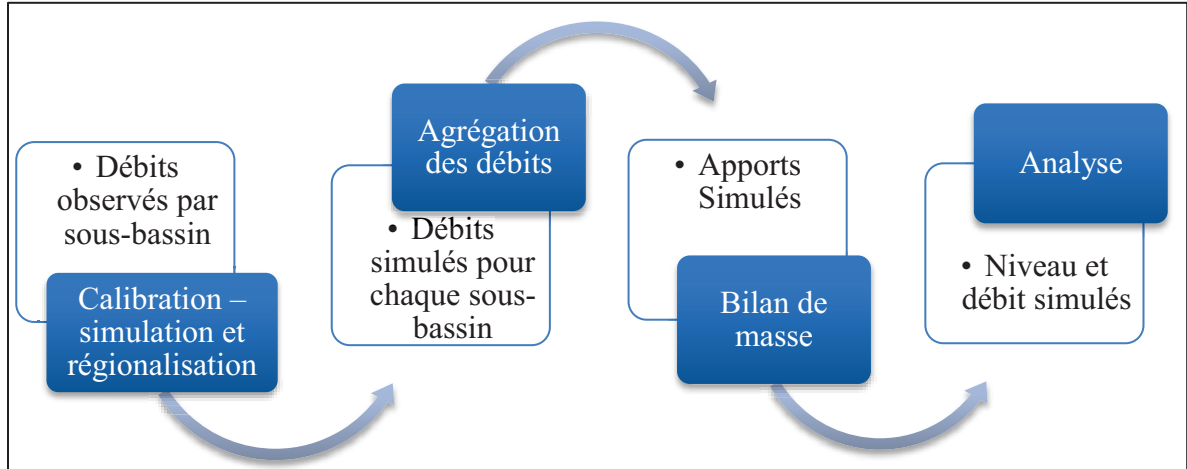 • Débits
observés par
sous-bassin
Calibration –
simulation et
régionalisation
Agrégation
des débits
• Débits
simulés pour
chaque sous-
bassin
• Apports
Simulés
Bilan de
masse
Analyse
• Niveau et
débit simulés